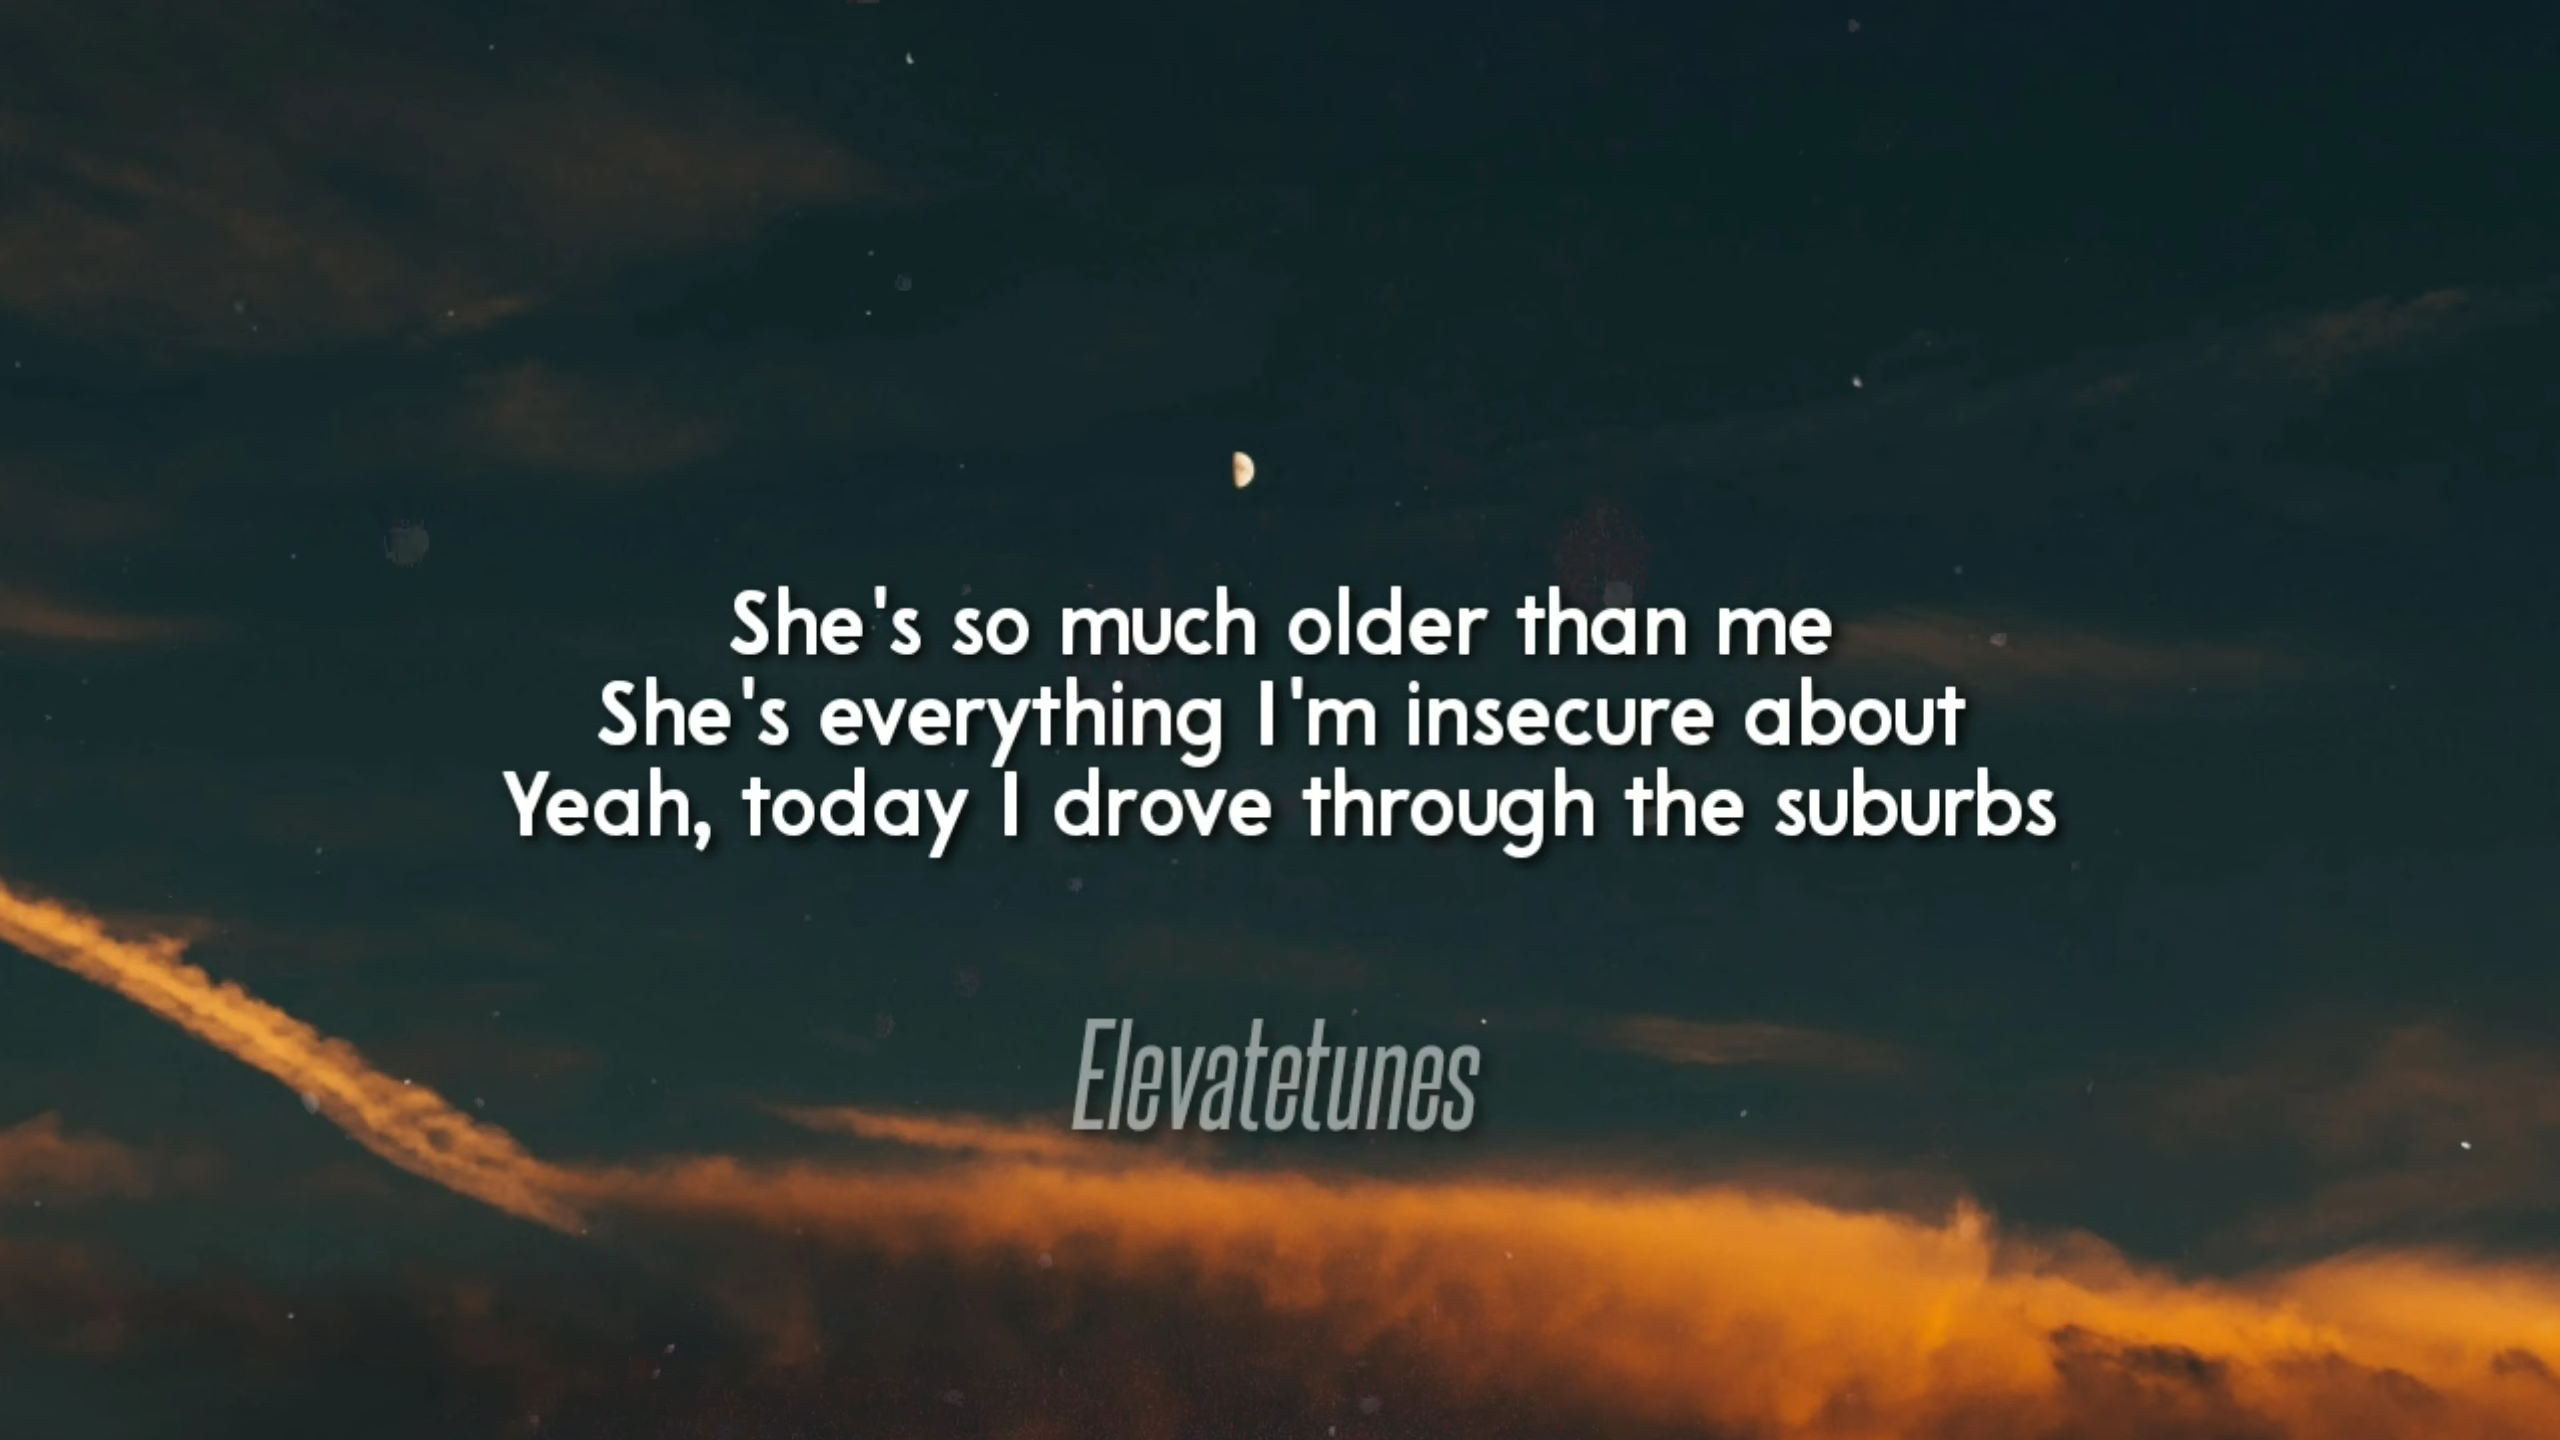 She's so much older than me
She's everything I'm insecure about
Yeah, today I drove through the suburbs
Elevatetunes